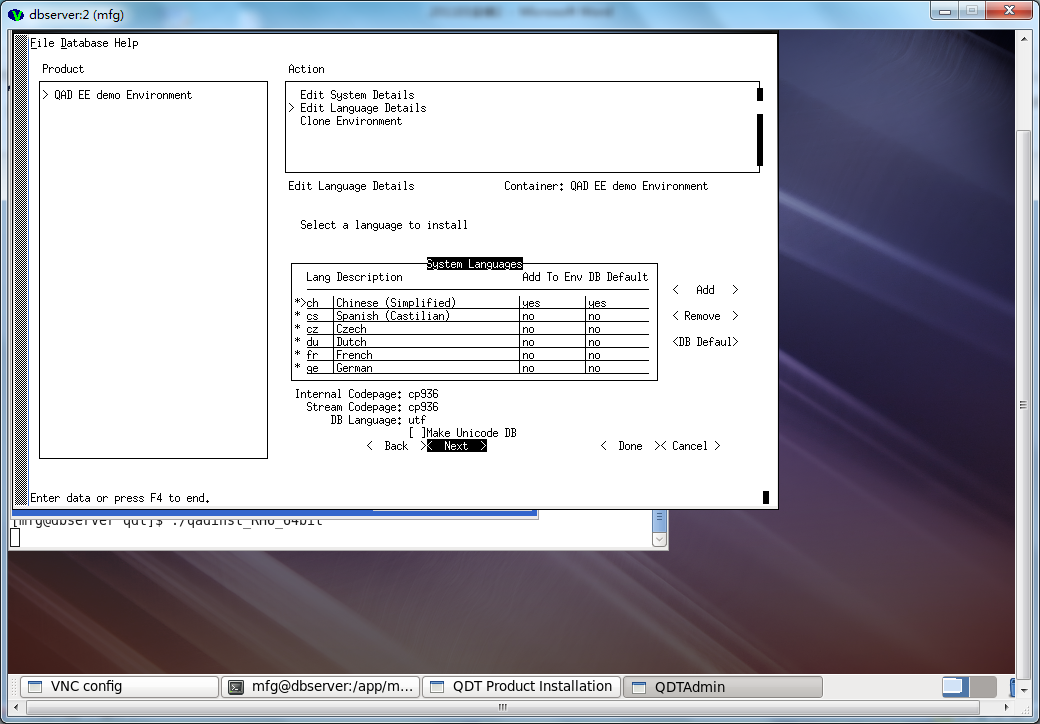 dbserver:2 (mfg)
File Database Help
Product
Action
> QAD EE demo Environment
Edit System Details
> Edit Language Details
Clone Environment
Edit Language Details Container: QAD EE demo Environment
Select a language to install
System Languages
Lang Description Add To Env DB Default
*>ch Chinese (Simplified) yes yes
* cs Spanish (Castilian) no no
* cz Czech no no
* du Dutch no no
* fr French no no
* ge German no no
< Add >
< Remove >
<DB Defaul>
Internal Codepage: cp936
Stream Codepage: cp936
DB Language: utf
[ ]Make Unicode DB
< Back >< Next > < Done >< Cancel >
Enter data or press F4 to end.
[mfg@dbserver qdt]$ ./qadinst_RH6_64bit
VNC config
mfg@dbserver:/app/m...
QDT Product Installation
QDTAdmin